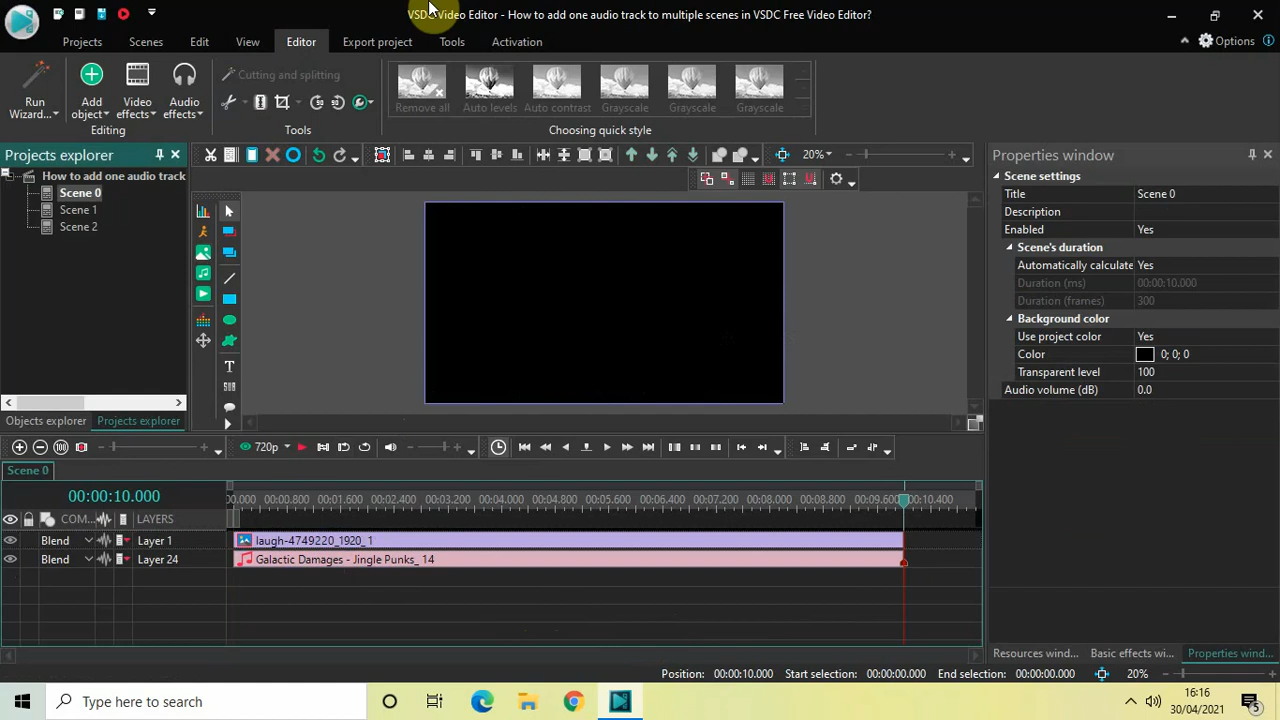 VSDC Video Editor - How to add one audio track to multiple scenes in VSDC Free Video Editor?
Projects Scenes Edit View Editor Export project Tools Activation Options
Run Wizard... Add object Video effects Audio effects
Editing
Cutting and splitting
Tools
Remove all Auto levels Auto contrast Grayscale Grayscale Grayscale
Choosing quick style
Projects explorer
How to add one audio track
Scene 0
Scene 1
Scene 2
Objects explorer Projects explorer
20%
Properties window
Scene settings
Title Scene 0
Description
Enabled Yes
Scene's duration
Automatically calculate Yes
Duration (ms) 00:00:10.000
Duration (frames) 300
Background color
Use project color Yes
Color 0; 0; 0
Transparent level 100
Audio volume (dB) 0.0
720p
Scene 0
00:00:10.000
00.000 00:00.800 00:01.600 00:02.400 00:03.200 00:04.000 00:04.800 00:05.600 00:06.400 00:07.200 00:08.000 00:08.800 00:09.600 00:10.400
COM... LAYERS
Blend Layer 1 laugh-4749220_1920_ 1
Blend Layer 24 Galactic Damages - Jingle Punks_ 14
Resources wind... Basic effects wi... Properties wind...
Position: 00:00:10.000 Start selection: 00:00:00.000 End selection: 00:00:00.000 20%
Type here to search
16:16
30/04/2021
5